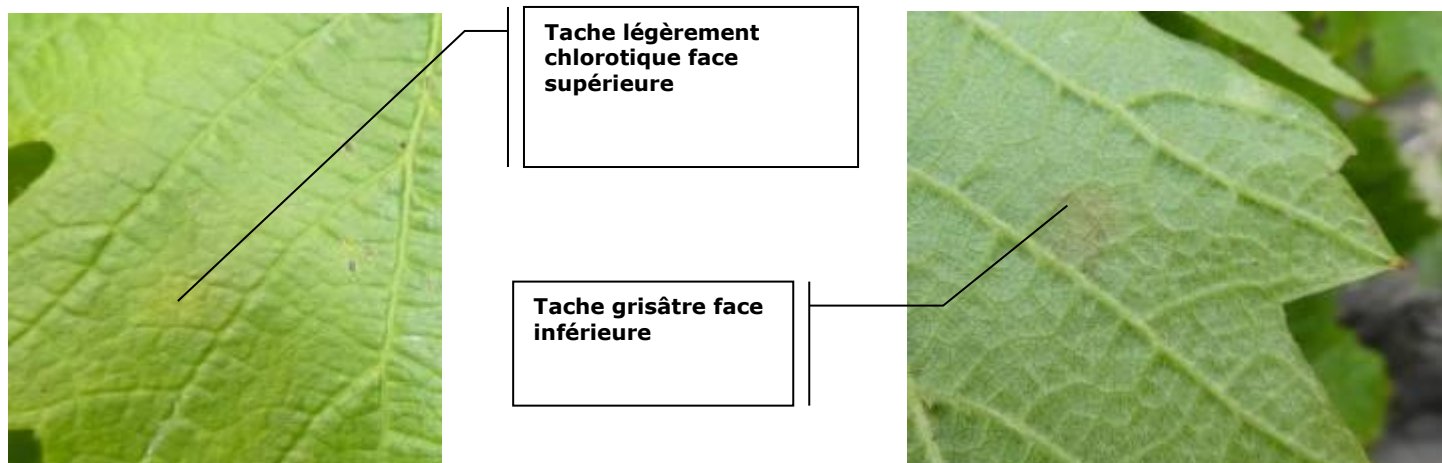 Tache légèrement
chlorotique face
supérieure
Tache grisâtre face
inférieure